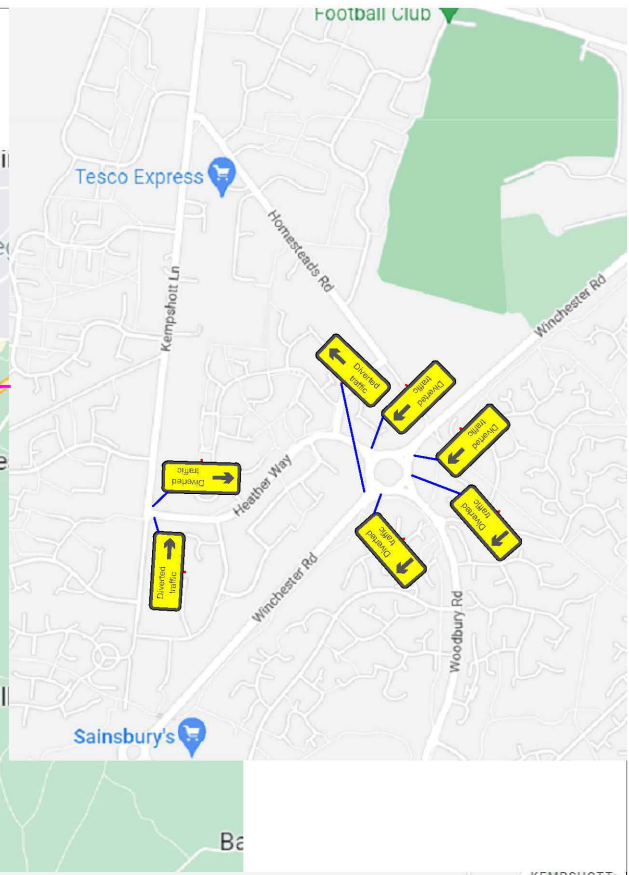 Football Club
Tesco Express
Homesteads Rd
Kempshott Ln
Winchester Rd
Diverted
traffic
Diverted
traffic
Diverted
traffic
Diverted
traffic
Heather Way
Diverted
traffic
Diverted
traffic
Diverted
traffic
Winchester Rd
Woodbury Rd
Sainsbury's
Ba
KEMPSHOTT